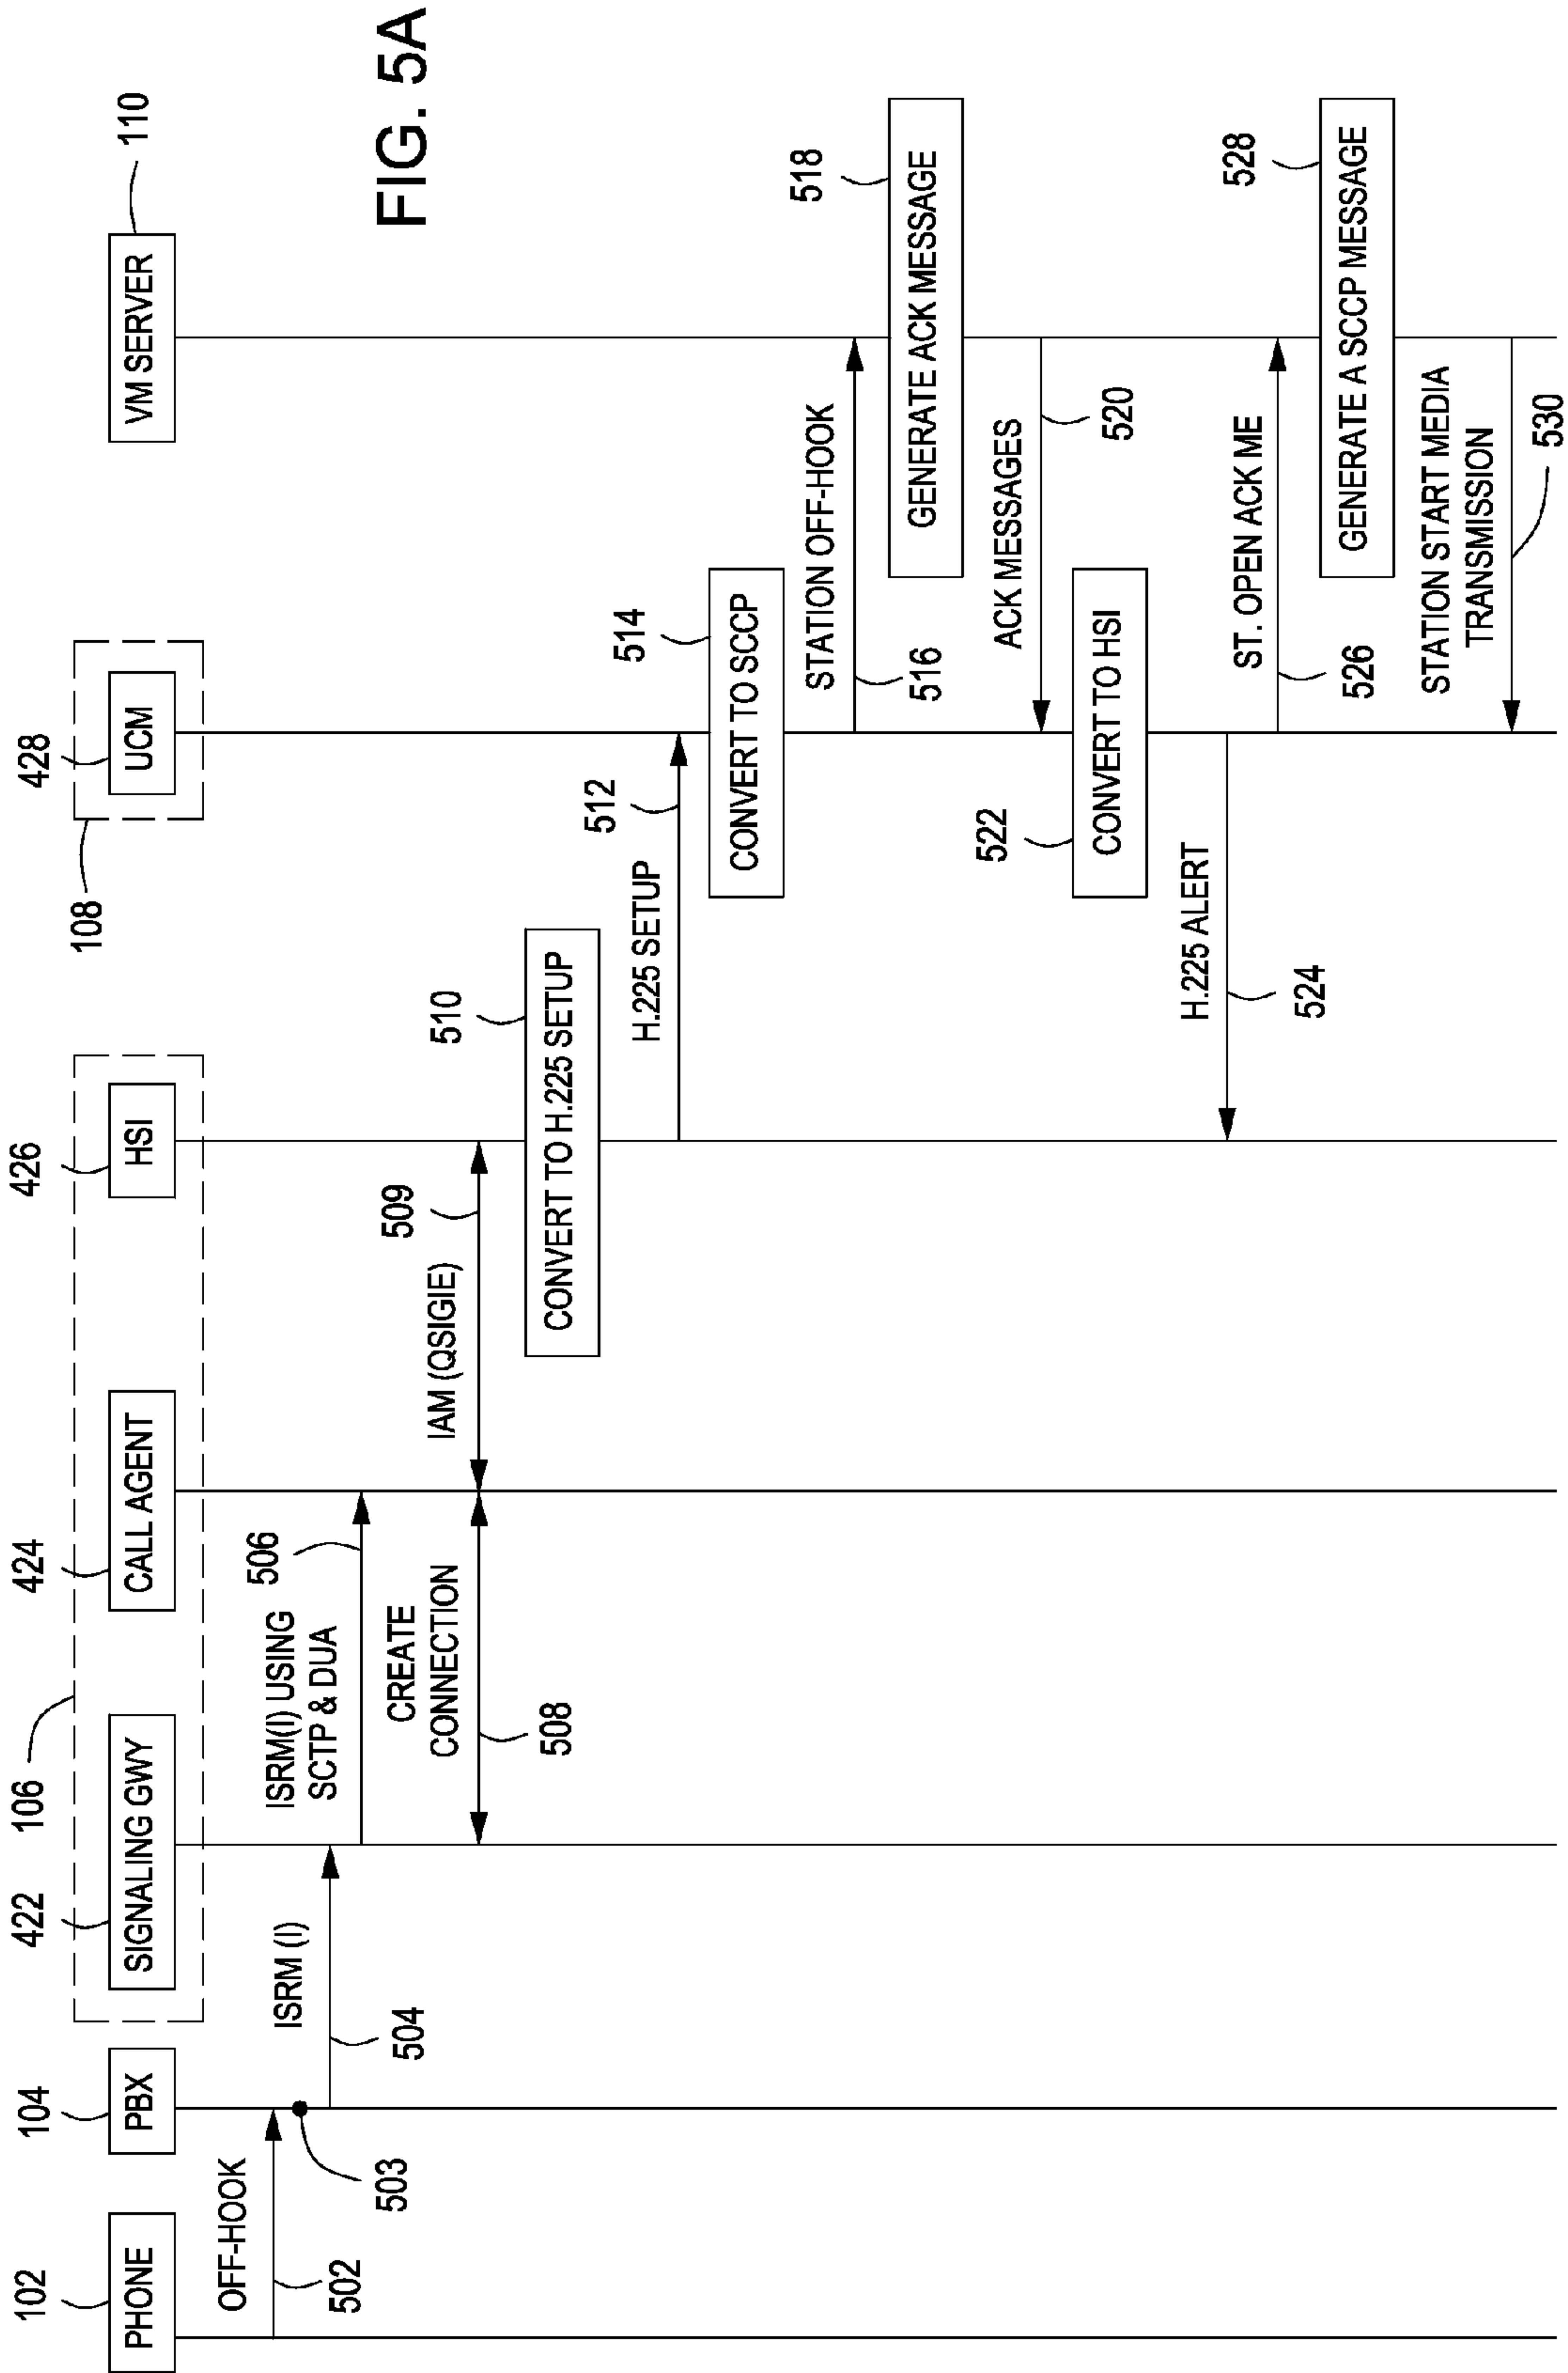 FIG. 5A
102
PHONE
104
PBX
106
422
SIGNALING GWY
424
CALL AGENT
426
HSI
108
428
UCM
110
VM SERVER
OFF-HOOK
502
503
ISRM (I)
504
ISRM(I) USING
SCTP & DUA
506
CREATE
CONNECTION
508
IAM (QSIGIE)
509
510
CONVERT TO H.225 SETUP
H.225 SETUP
512
514
CONVERT TO SCCP
STATION OFF-HOOK
516
518
GENERATE ACK MESSAGE
ACK MESSAGES
520
522
CONVERT TO HSI
H.225 ALERT
524
ST. OPEN ACK ME
526
528
GENERATE A SCCP MESSAGE
STATION START MEDIA
TRANSMISSION
530